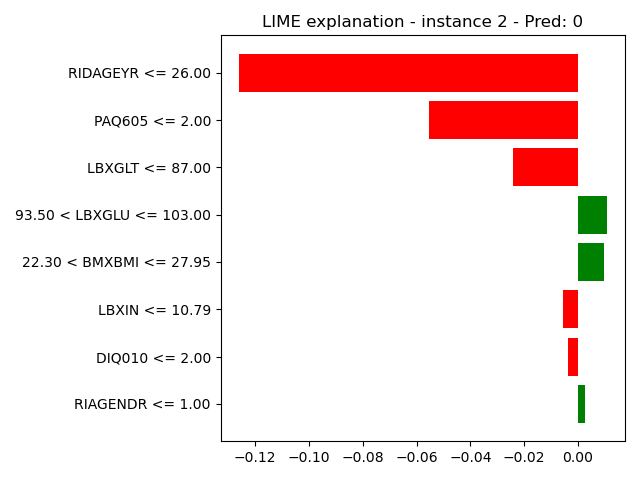 LIME explanation - instance 2 - Pred: 0
RIDAGEYR <= 26.00
PAQ605 <= 2.00
LBXGLT <= 87.00
93.50 < LBXGLU <= 103.00
22.30 < BMXBMI <= 27.95
LBXIN <= 10.79
DIQ010 <= 2.00
RIAGENDR <= 1.00
−0.12 −0.10 −0.08 −0.06 −0.04 −0.02 0.00